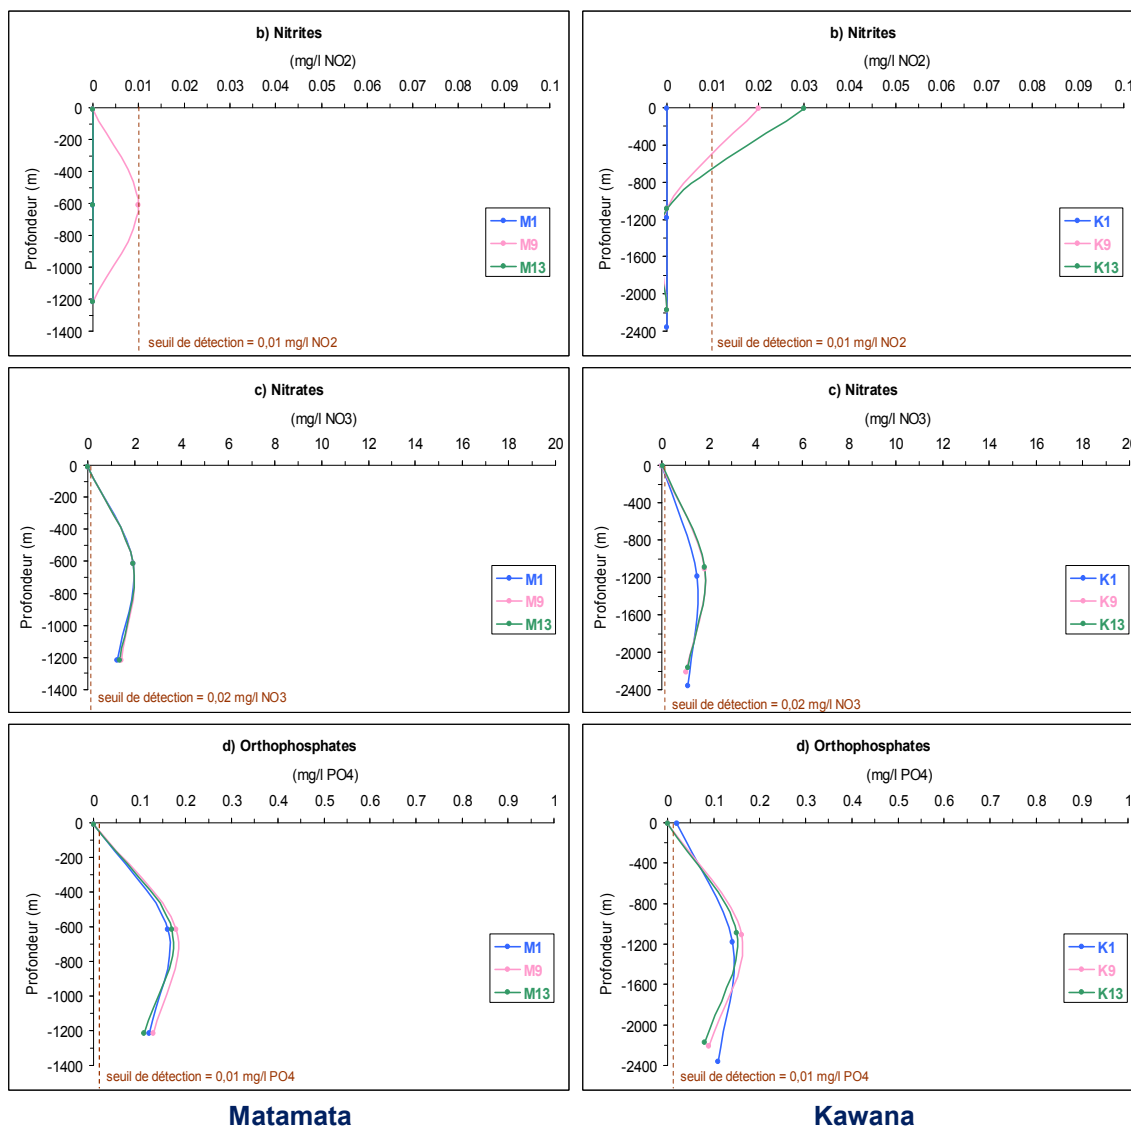 b) Nitrites
(mg/l NO2)
0 0.01 0.02 0.03 0.04 0.05 0.06 0.07 0.08 0.09 0.1
Profondeur (m)
0
-200
-400
-600
-800
-1000
-1200
-1400
M1
M9
M13
seuil de détection = 0,01 mg/l NO2
b) Nitrites
(mg/l NO2)
0 0.01 0.02 0.03 0.04 0.05 0.06 0.07 0.08 0.09 0.1
Profondeur (m)
0
-400
-800
-1200
-1600
-2000
-2400
K1
K9
K13
seuil de détection = 0,01 mg/l NO2
c) Nitrates
(mg/l NO3)
0 2 4 6 8 10 12 14 16 18 20
Profondeur (m)
0
-200
-400
-600
-800
-1000
-1200
-1400
M1
M9
M13
seuil de détection = 0,02 mg/l NO3
c) Nitrates
(mg/l NO3)
0 2 4 6 8 10 12 14 16 18 20
Profondeur (m)
0
-400
-800
-1200
-1600
-2000
-2400
K1
K9
K13
seuil de détection = 0,02 mg/l NO3
d) Orthophosphates
(mg/l PO4)
0 0.1 0.2 0.3 0.4 0.5 0.6 0.7 0.8 0.9 1
Profondeur (m)
0
-200
-400
-600
-800
-1000
-1200
-1400
M1
M9
M13
seuil de détection = 0,01 mg/l PO4
d) Orthophosphates
(mg/l PO4)
0 0.1 0.2 0.3 0.4 0.5 0.6 0.7 0.8 0.9 1
Profondeur (m)
0
-400
-800
-1200
-1600
-2000
-2400
K1
K9
K13
seuil de détection = 0,01 mg/l PO4
Matamata
Kawana